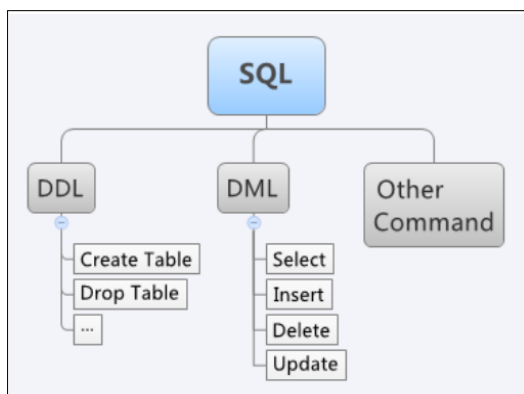 SQL
DDL
DML
Other
Command
Create Table
Drop Table
...
Select
Insert
Delete
Update